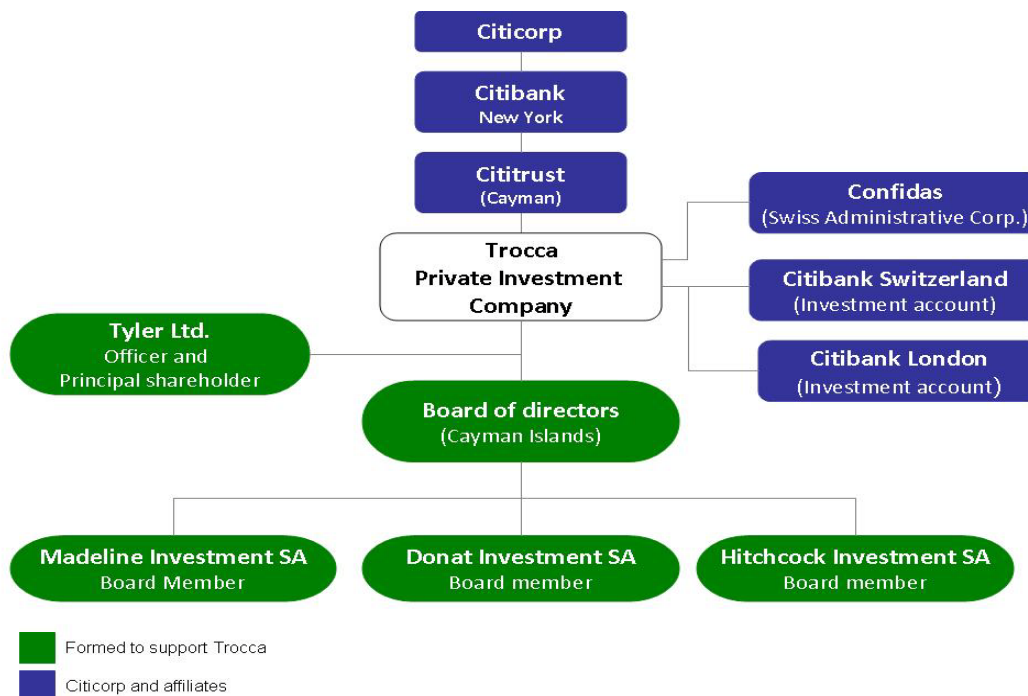 Citicorp
Citibank
New York
Cititrust
(Cayman)
Confidas
(Swiss Administrative Corp.)
Trocca
Private Investment
Company
Citibank Switzerland
(Investment account)
Tyler Ltd.
Officer and
Principal shareholder
Citibank London
(Investment account)
Board of directors
(Cayman Islands)
Madeline Investment SA
Board Member
Donat Investment SA
Board member
Hitchcock Investment SA
Board member
Formed to support Trocca
Citicorp and affiliates